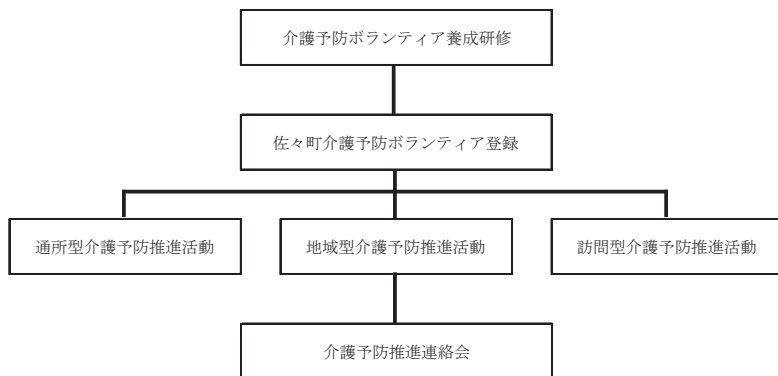 介護予防ボランティア養成研修
佐々町介護予防ボランティア登録
通所型介護予防推進活動
地域型介護予防推進活動
訪問型介護予防推進活動
介護予防推進連絡会